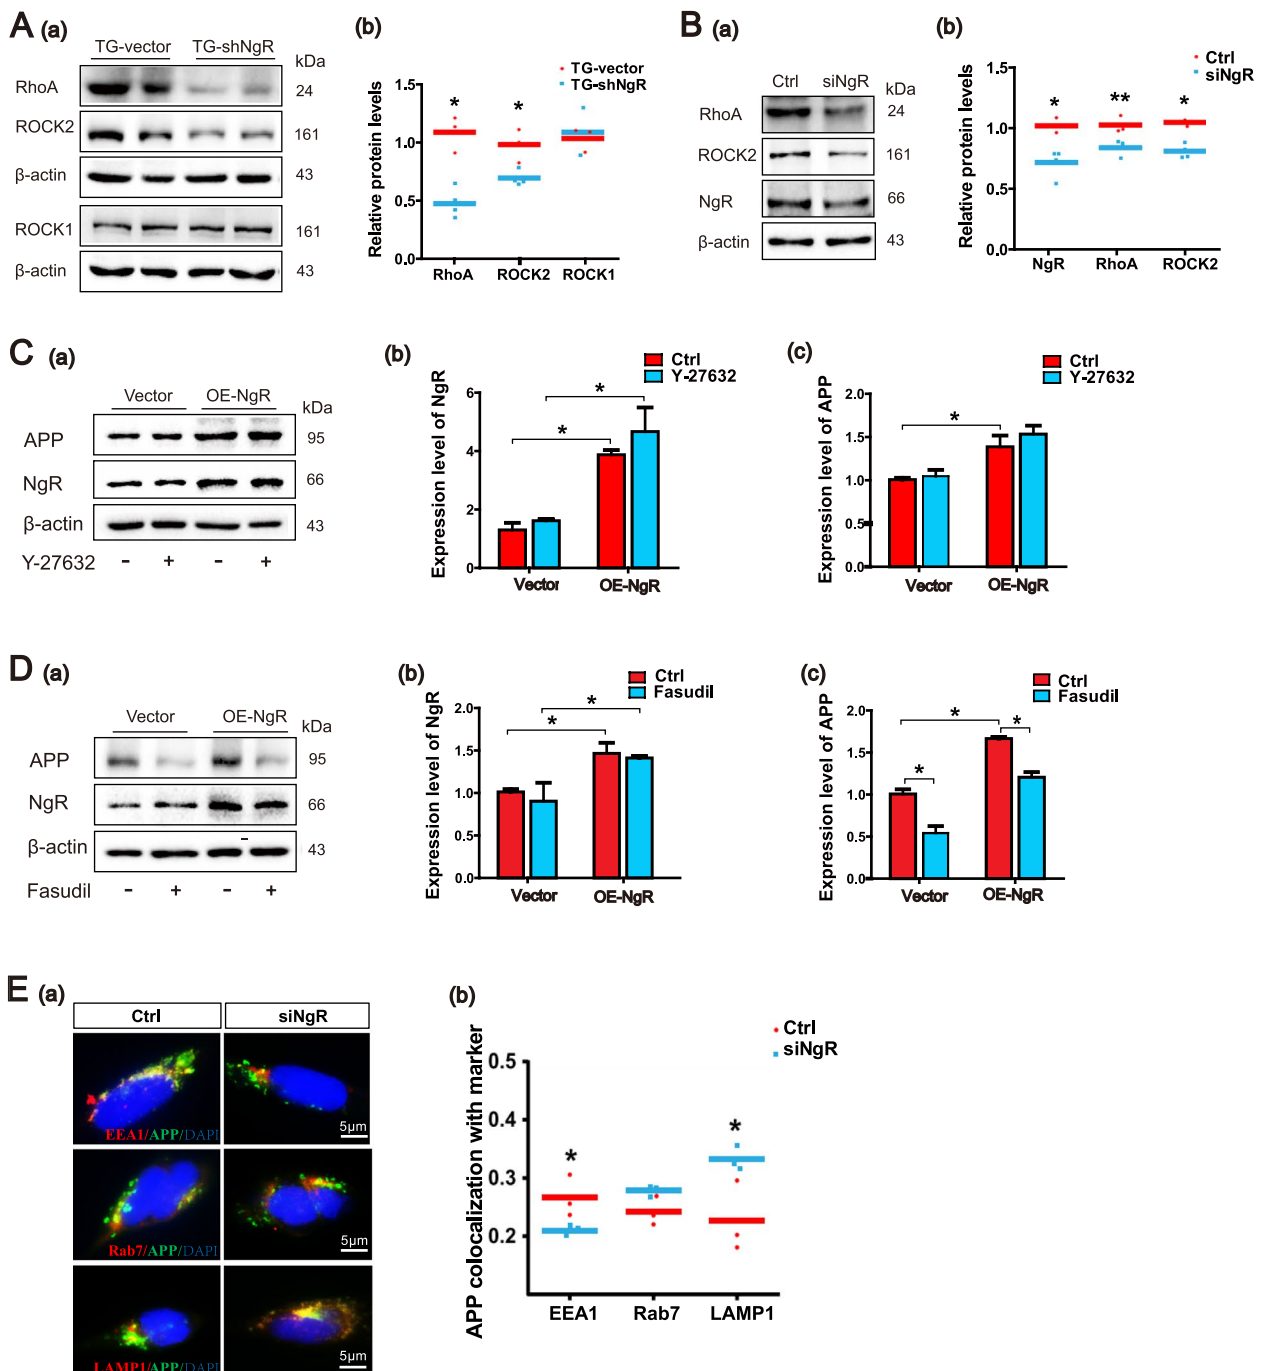 A (a)
TG-vector TG-shNgR
kDa
RhoA 24
ROCK2 161
β-actin 43
ROCK1 161
β-actin 43
(b)
TG-vector
TG-shNgR
Relative protein levels
1.5
1.0
0.5
0.0
* *
RhoA ROCK2 ROCK1
B (a)
Ctrl siNgR kDa
RhoA 24
ROCK2 161
NgR 66
β-actin 43
(b)
Ctrl
siNgR
Relative protein levels
1.5
1.0
0.5
0.0
* ** *
NgR RhoA ROCK2
C (a)
Vector OE-NgR
kDa
APP 95
NgR 66
β-actin 43
Y-27632 - + - +
(b)
Ctrl
Y-27632
Expression level of NgR
6
4
2
0
*
*
Vector OE-NgR
(c)
Ctrl
Y-27632
Expression level of APP
2.0
1.5
1.0
0.5
0.0
*
Vector OE-NgR
D (a)
Vector OE-NgR
kDa
APP 95
NgR 66
β-actin 43
Fasudil - + - +
(b)
Ctrl
Fasudil
Expression level of NgR
2.0
1.5
1.0
0.5
0.0
*
*
Vector OE-NgR
(c)
Ctrl
Fasudil
Expression level of APP
2.0
1.5
1.0
0.5
0.0
* *
*
Vector OE-NgR
E (a)
Ctrl siNgR
EEA1/APP/DAPI 5μm
Rab7/APP/DAPI 5μm
LAMP1/APP/DAPI 5μm
(b)
Ctrl
siNgR
APP colocalization with marker
0.5
0.4
0.3
0.2
* *
EEA1 Rab7 LAMP1